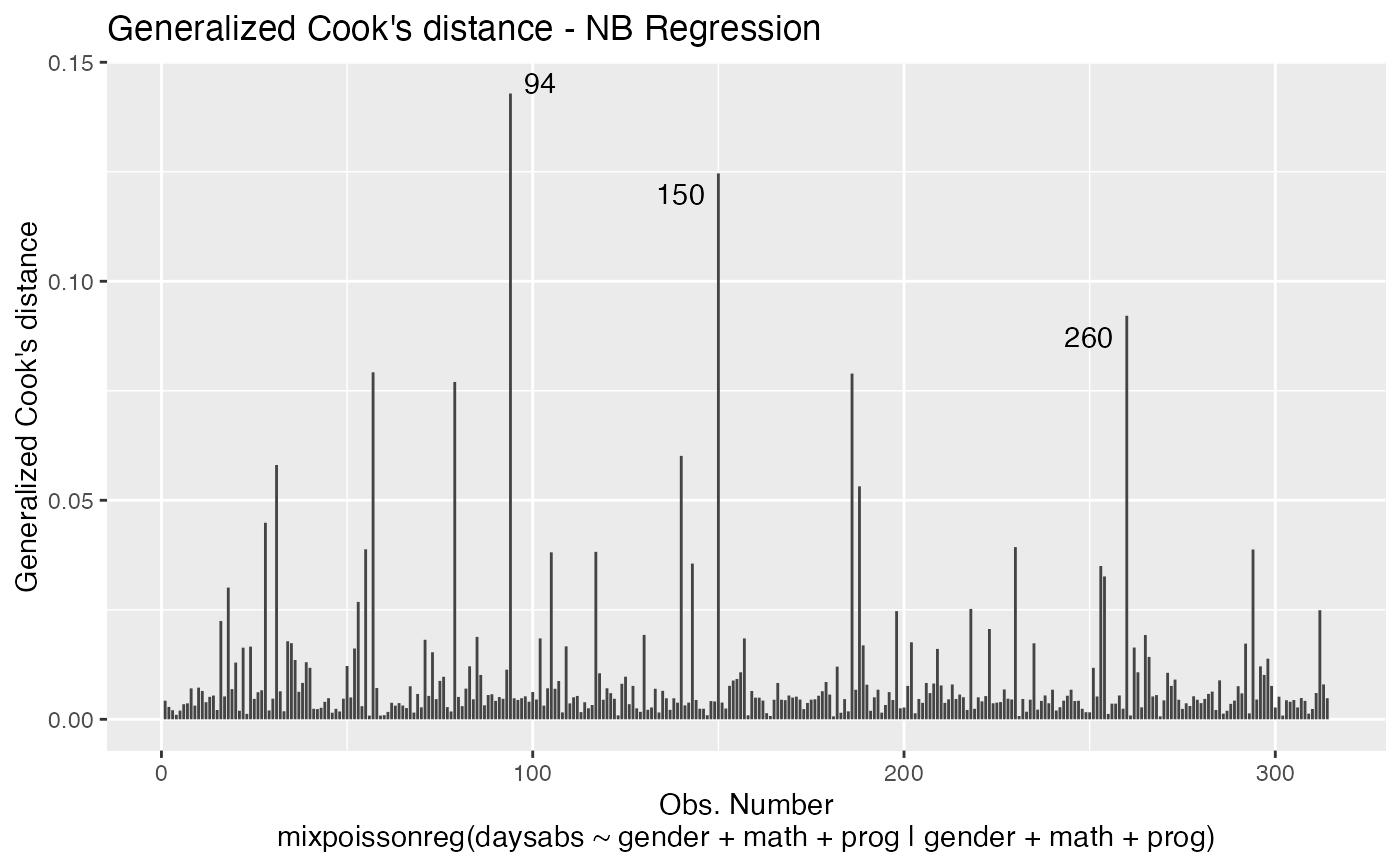 Generalized Cook's distance - NB Regression
0.15
0.10
0.05
0.00
Generalized Cook's distance
94
150
260
0
100
200
300
Obs. Number
mixpoissonreg(daysabs ~ gender + math + prog | gender + math + prog)